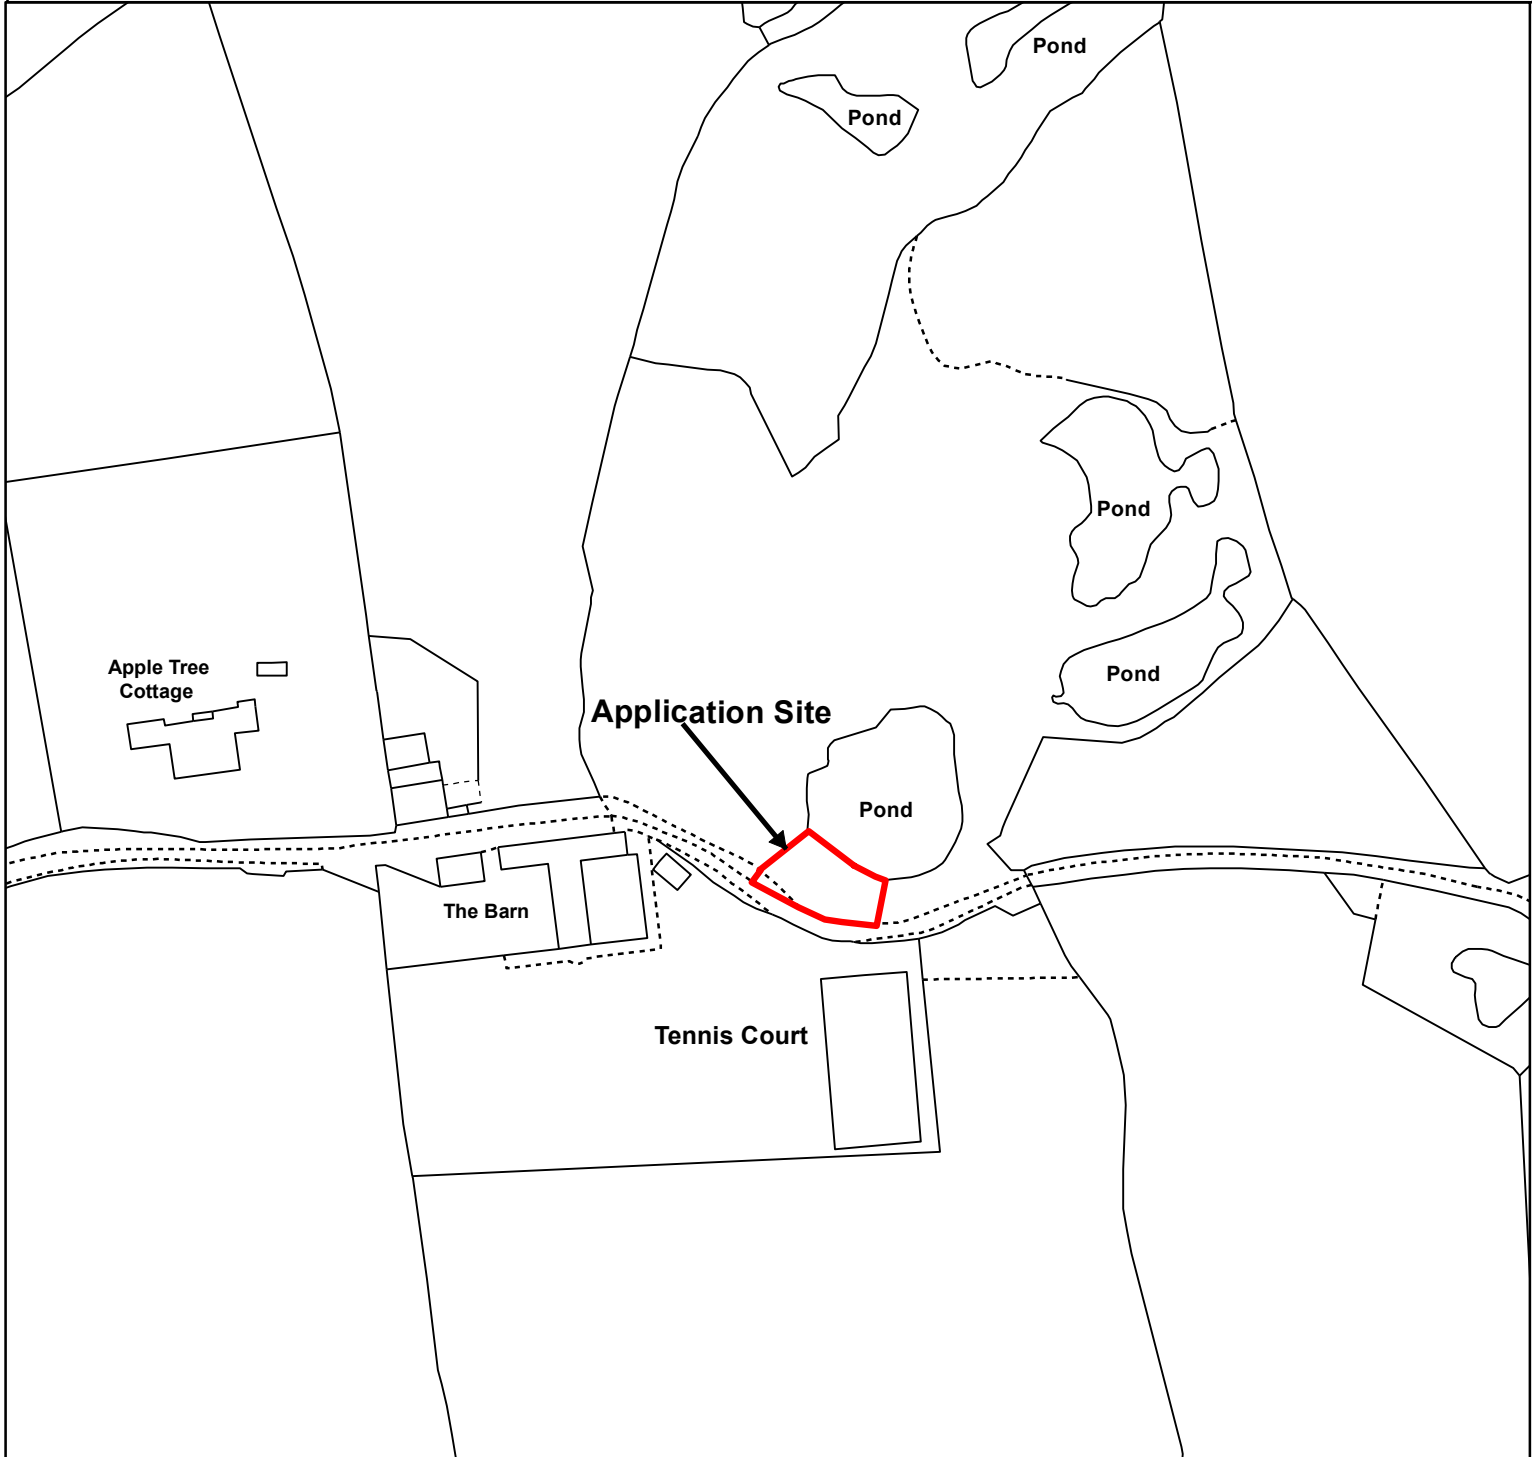 Pond
Pond
Pond
Apple Tree
Cottage
Pond
Application Site
Pond
The Barn
Tennis Court